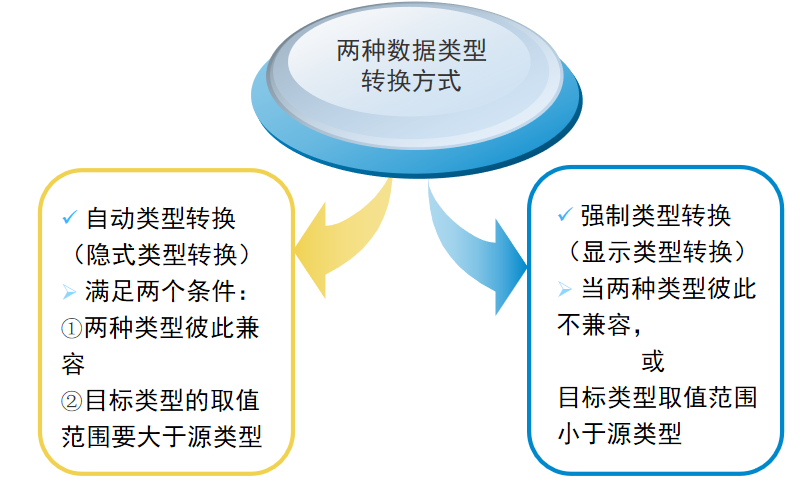 两种数据类型
转换方式
自动类型转换
（隐式类型转换）
满足两个条件：
①两种类型彼此兼
容
②目标类型的取值
范围要大于源类型
强制类型转换
（显示类型转换）
当两种类型彼此
不兼容，
或
目标类型取值范围
小于源类型